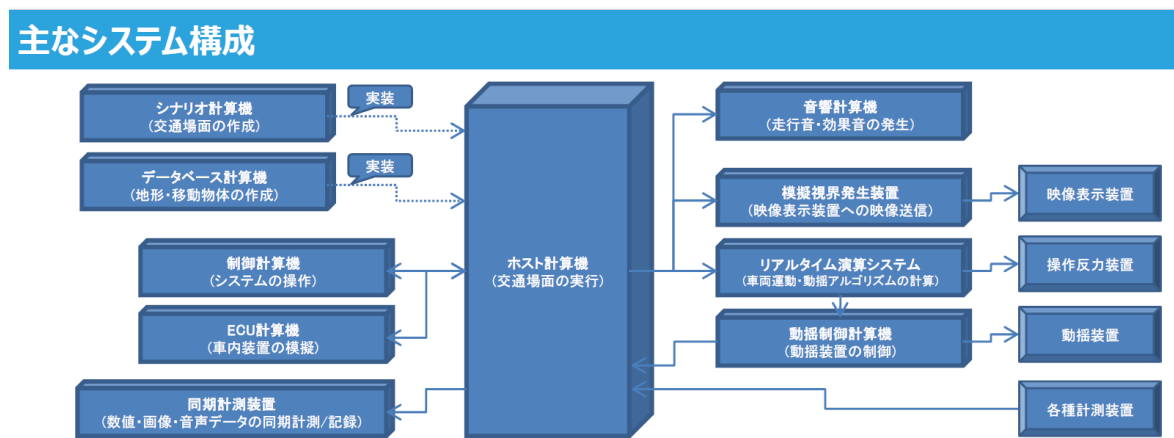 主なシステム構成
シナリオ計算機
(交通場面の作成)
実装
データベース計算機
(地形・移動物体の作成)
実装
制御計算機
(システムの操作)
ECU計算機
(車内装置の模擬)
同期計測装置
(数値・画像・音声データの同期計測/記録)
ホスト計算機
(交通場面の実行)
音響計算機
(走行音・効果音の発生)
模擬視界発生装置
(映像表示装置への映像送信)
リアルタイム演算システム
(車両運動・動揺アルゴリズムの計算)
動揺制御計算機
(動揺装置の制御)
映像表示装置
操作反力装置
動揺装置
各種計測装置